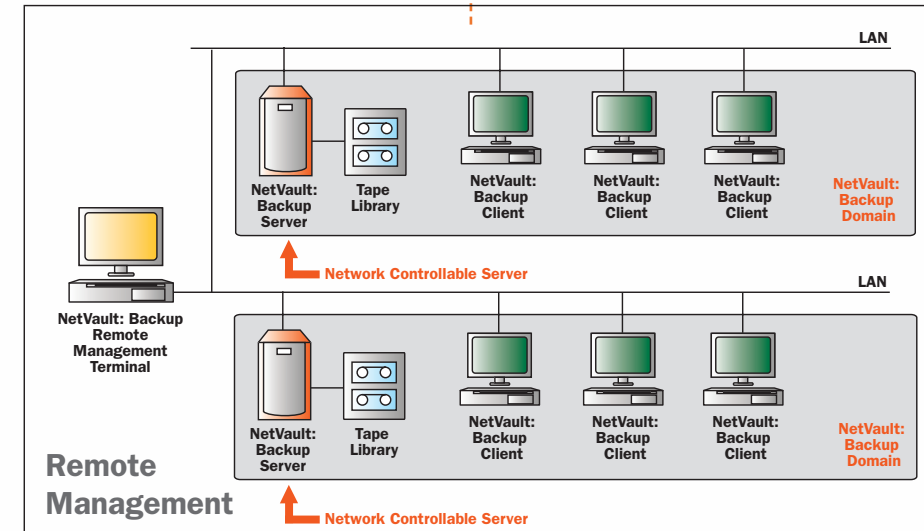 LAN
NetVault:
Backup
Server
Tape
Library
NetVault:
Backup
Client
NetVault:
Backup
Client
NetVault:
Backup
Client
NetVault:
Backup
Domain
Network Controllable Server
LAN
NetVault: Backup
Remote
Management
Terminal
NetVault:
Backup
Server
Tape
Library
NetVault:
Backup
Client
NetVault:
Backup
Client
NetVault:
Backup
Client
NetVault:
Backup
Domain
Remote
Management
Network Controllable Server